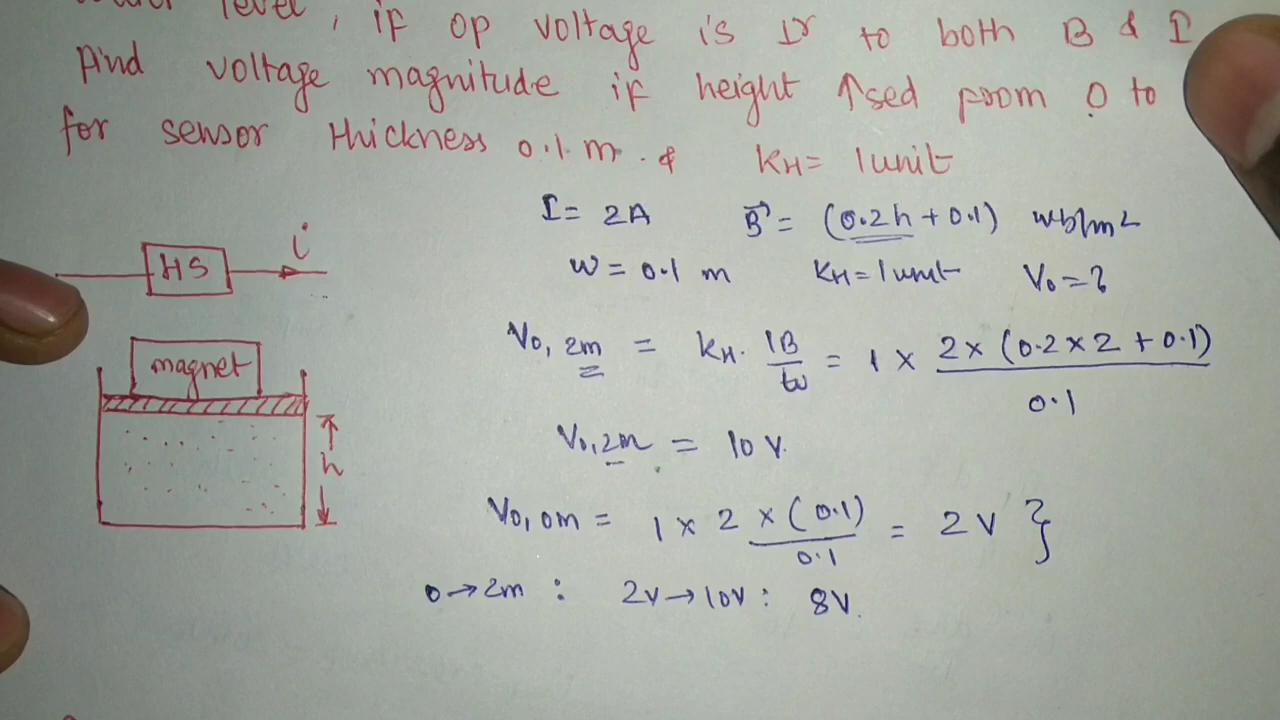 level, if op voltage is Ir to both B & I
Find voltage magnitude if height ↑sed from 0 to
for sensor thickness 0.1 m. & KH= 1 unit
I= 2A B⃗ = (0.2h + 0.1) wb/m2
w = 0.1 m KH = 1 unit V0 = ?
HS i
V0, 2m = KH. IB/w = 1 x 2x (0.2 x 2 + 0.1)/0.1
magnet
V0, 2m = 10 V.
h
V0, 0m = 1 x 2 x (0.1)/0.1 = 2 V }
0→2m : 2V→10V : 8V.